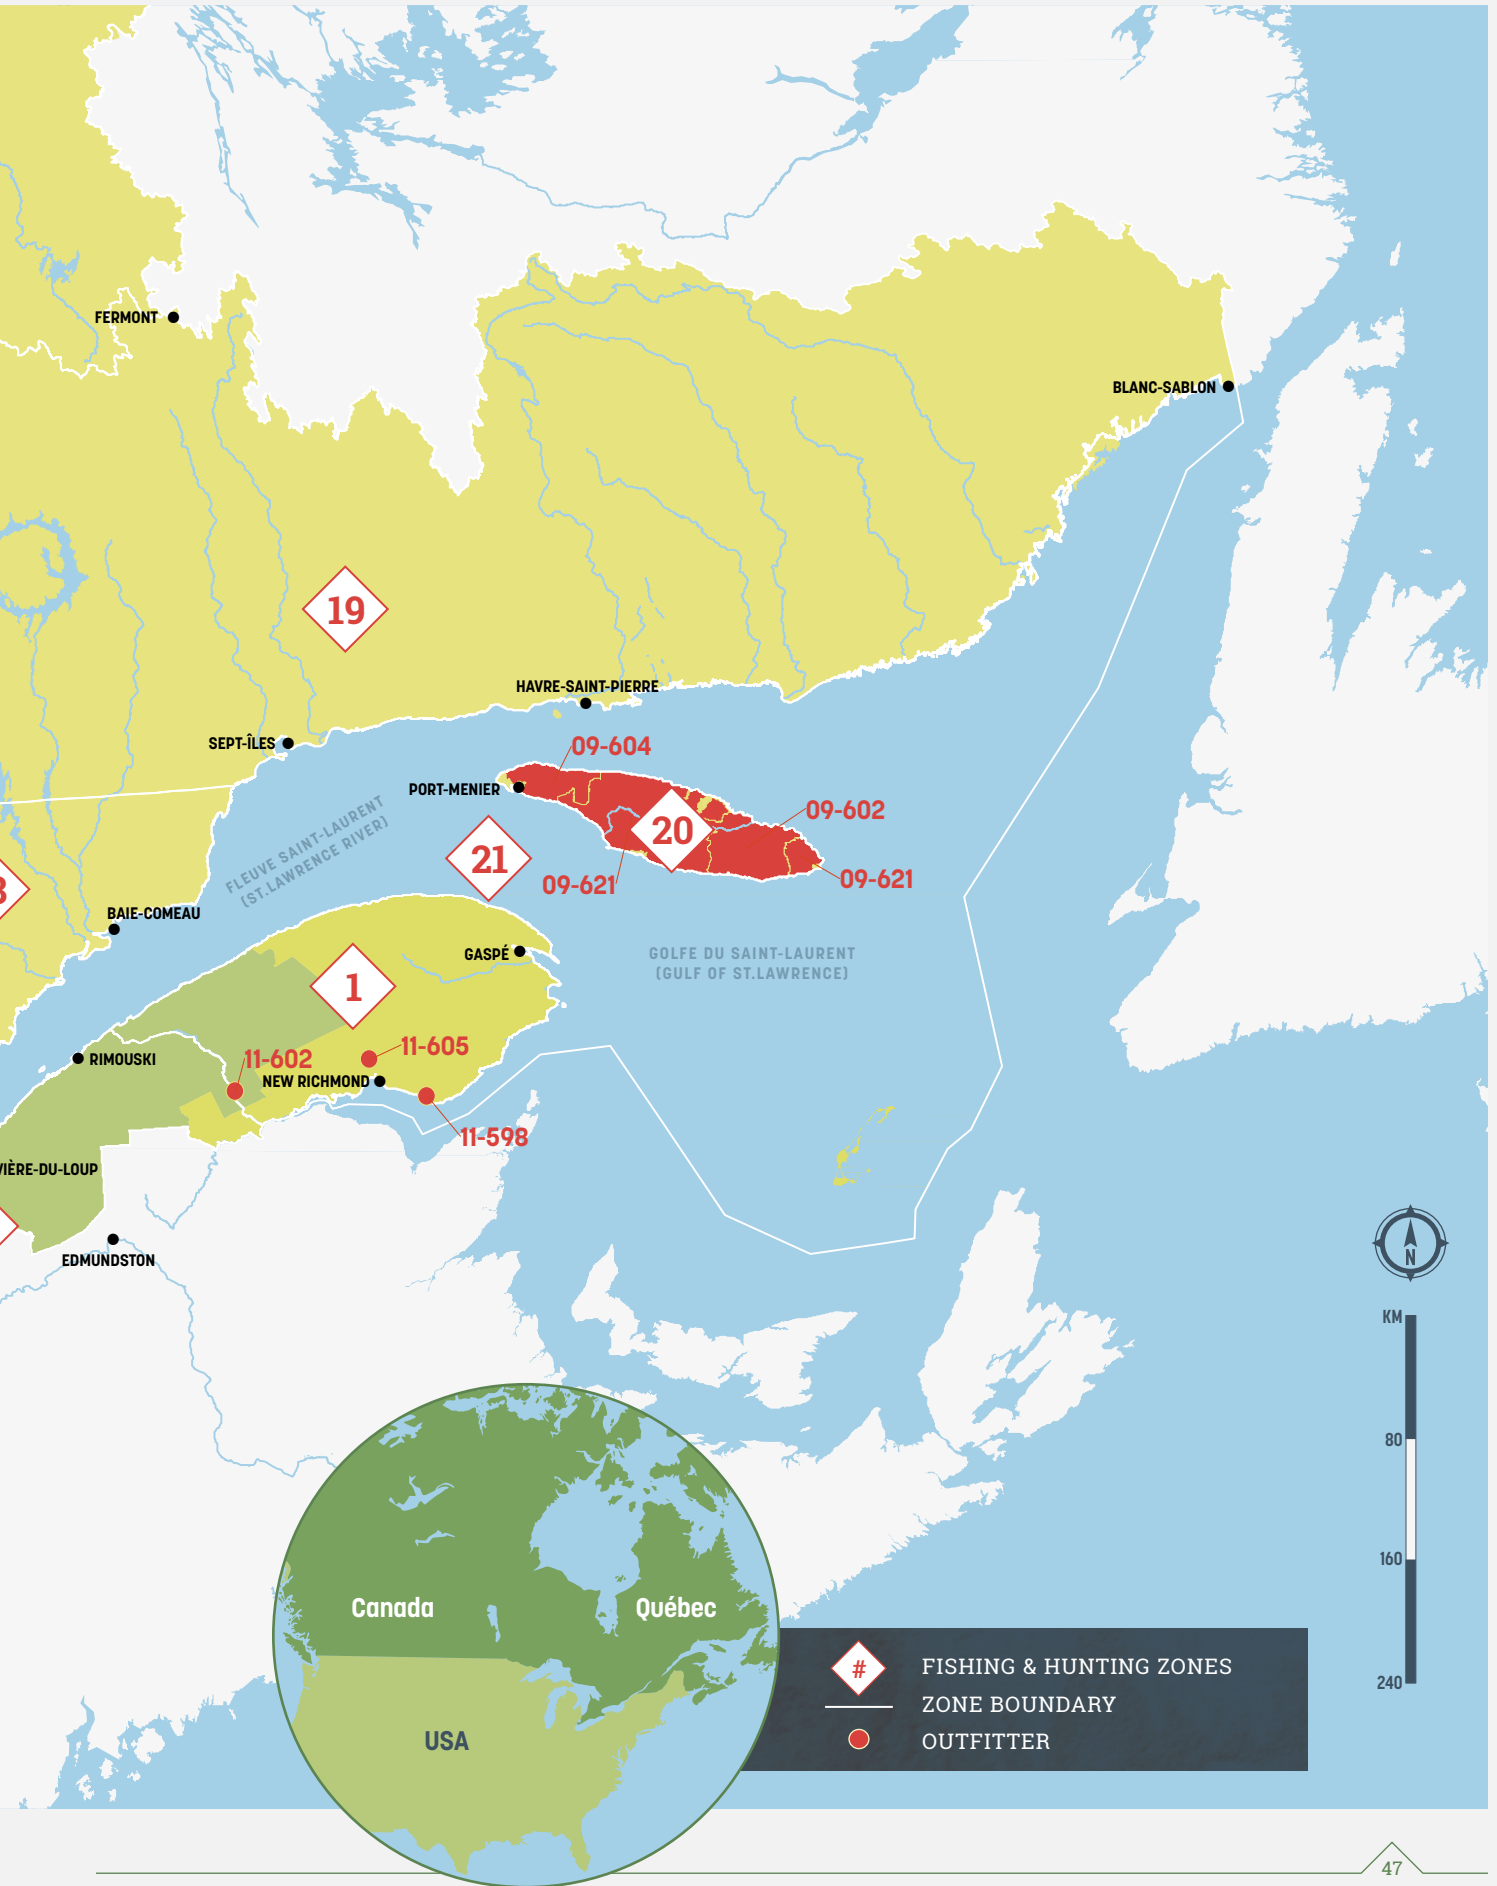 FERMONT
BLANC-SABLON
19
HAVRE-SAINT-PIERRE
SEPT-ÎLES
09-604
PORT-MENIER
09-602
20
21
09-621
09-621
FLEUVE SAINT-LAURENT
(ST.LAWRENCE RIVER)
BAIE-COMEAU
GASPÉ
GOLFE DU SAINT-LAURENT
(GULF OF ST.LAWRENCE)
1
11-605
RIMOUSKI
11-602
NEW RICHMOND
11-598
VIÈRE-DU-LOUP
EDMUNDSTON
N
KM
80
160
240
Canada
Québec
USA
#
FISHING & HUNTING ZONES
ZONE BOUNDARY
OUTFITTER
47